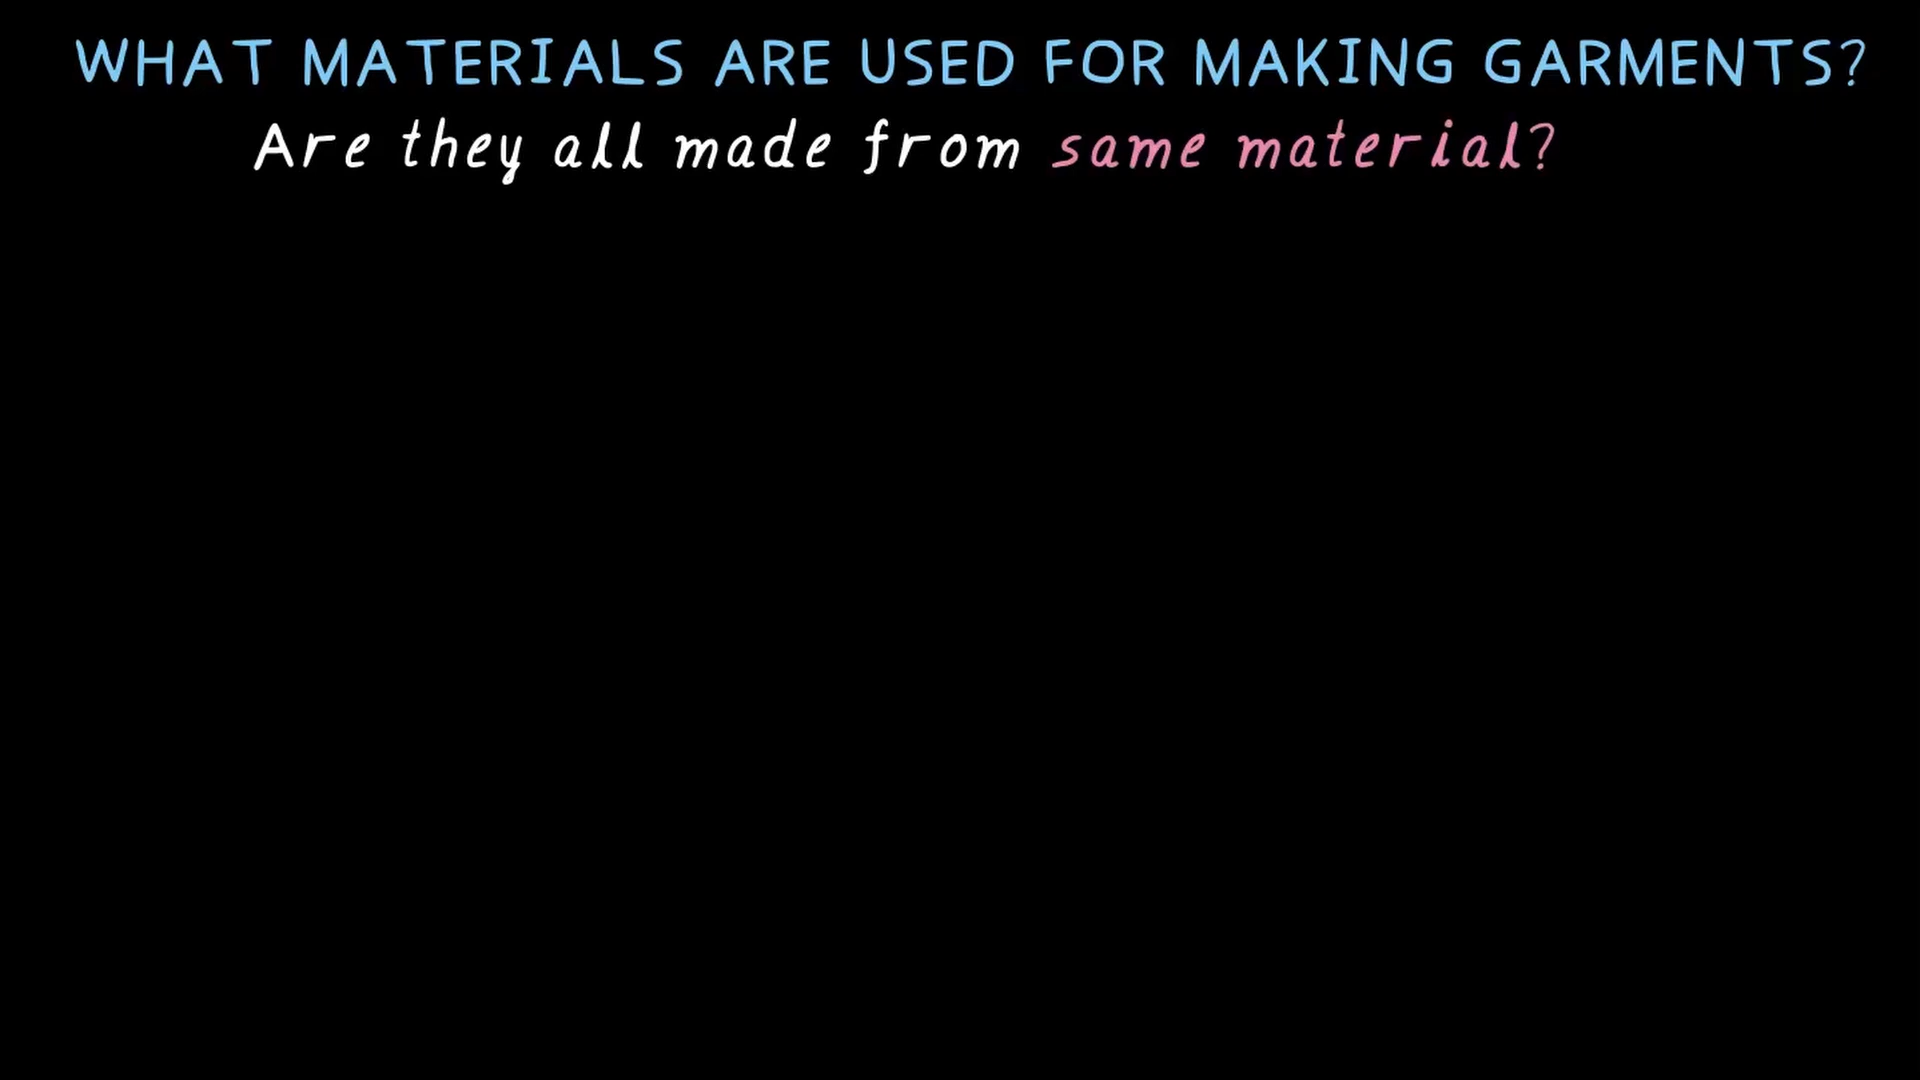 WHAT MATERIALS ARE USED FOR MAKING GARMENTS?
Are they all made from same material?